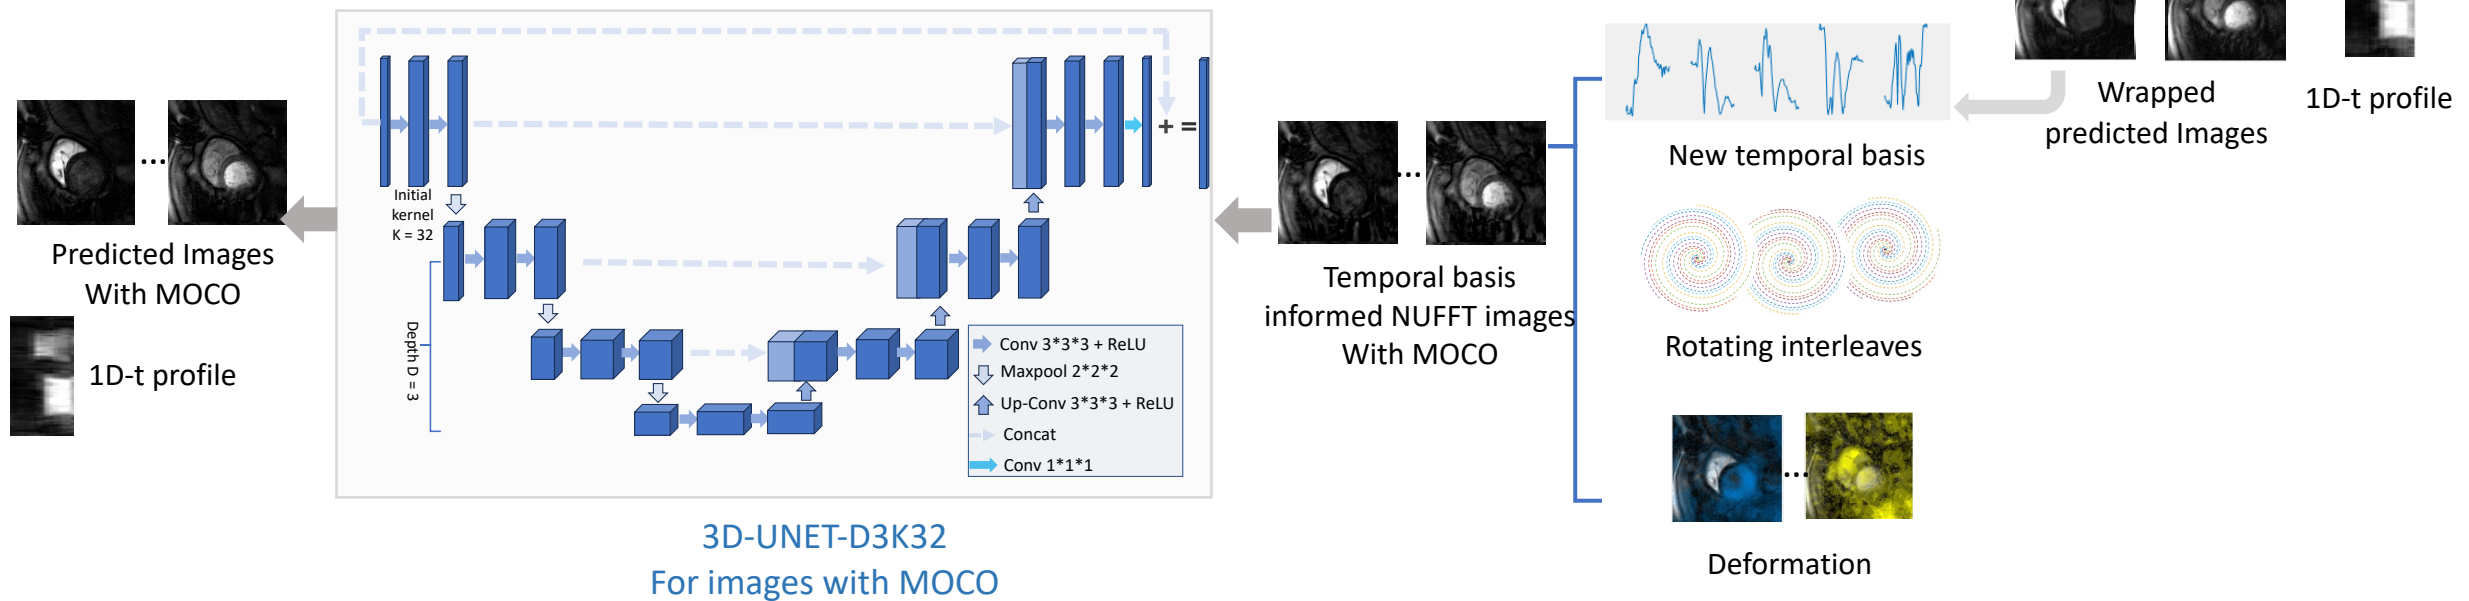 Predicted Images
With MOCO
1D-t profile
Initial
kernel
K = 32
Depth D = 3
+ =
Conv 3*3*3 + ReLU
Maxpool 2*2*2
Up-Conv 3*3*3 + ReLU
Concat
Conv 1*1*1
3D-UNET-D3K32
For images with MOCO
...
Temporal basis
informed NUFFT images
With MOCO
...
New temporal basis
Rotating interleaves
...
Deformation
Wrapped
predicted Images
1D-t profile